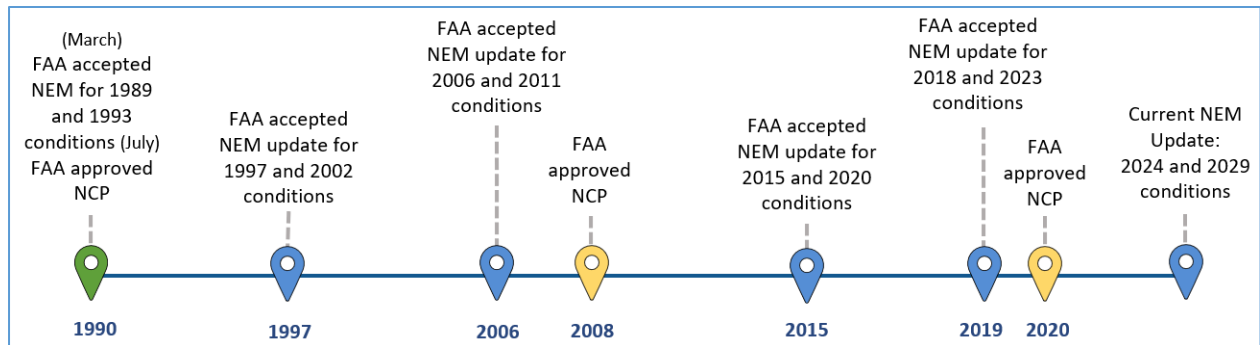 (March)
FAA accepted
NEM for 1989
and 1993
conditions (July)
FAA approved
NCP
FAA accepted
NEM update for
1997 and 2002
conditions
FAA accepted
NEM update for
2006 and 2011
conditions
FAA
approved
NCP
FAA accepted
NEM update for
2015 and 2020
conditions
FAA accepted
NEM update for
2018 and 2023
conditions
FAA
approved
NCP
Current NEM
Update:
2024 and 2029
conditions
1990
1997
2006
2008
2015
2019
2020